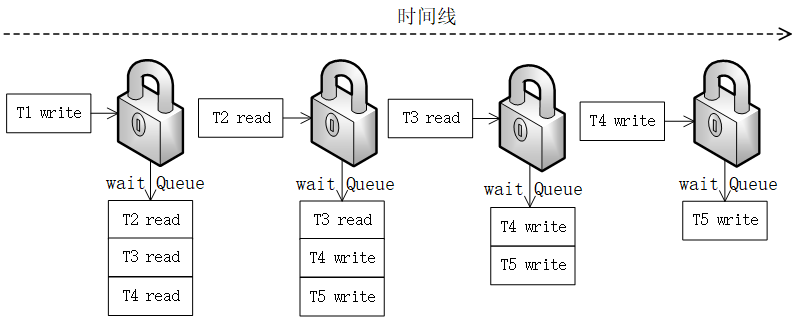 时间线
T1 write
wait Queue
T2 read
T3 read
T4 read
T2 read
wait Queue
T3 read
T4 write
T5 write
T3 read
wait Queue
T4 write
T5 write
T4 write
wait Queue
T5 write